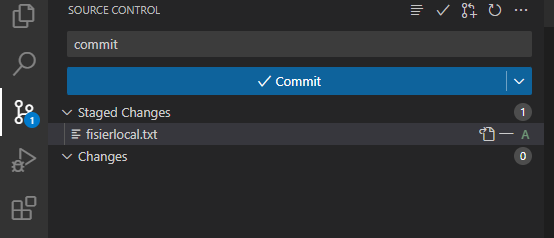 SOURCE CONTROL
commit
Commit
Staged Changes 1
fisierlocal.txt A
1
Changes 0